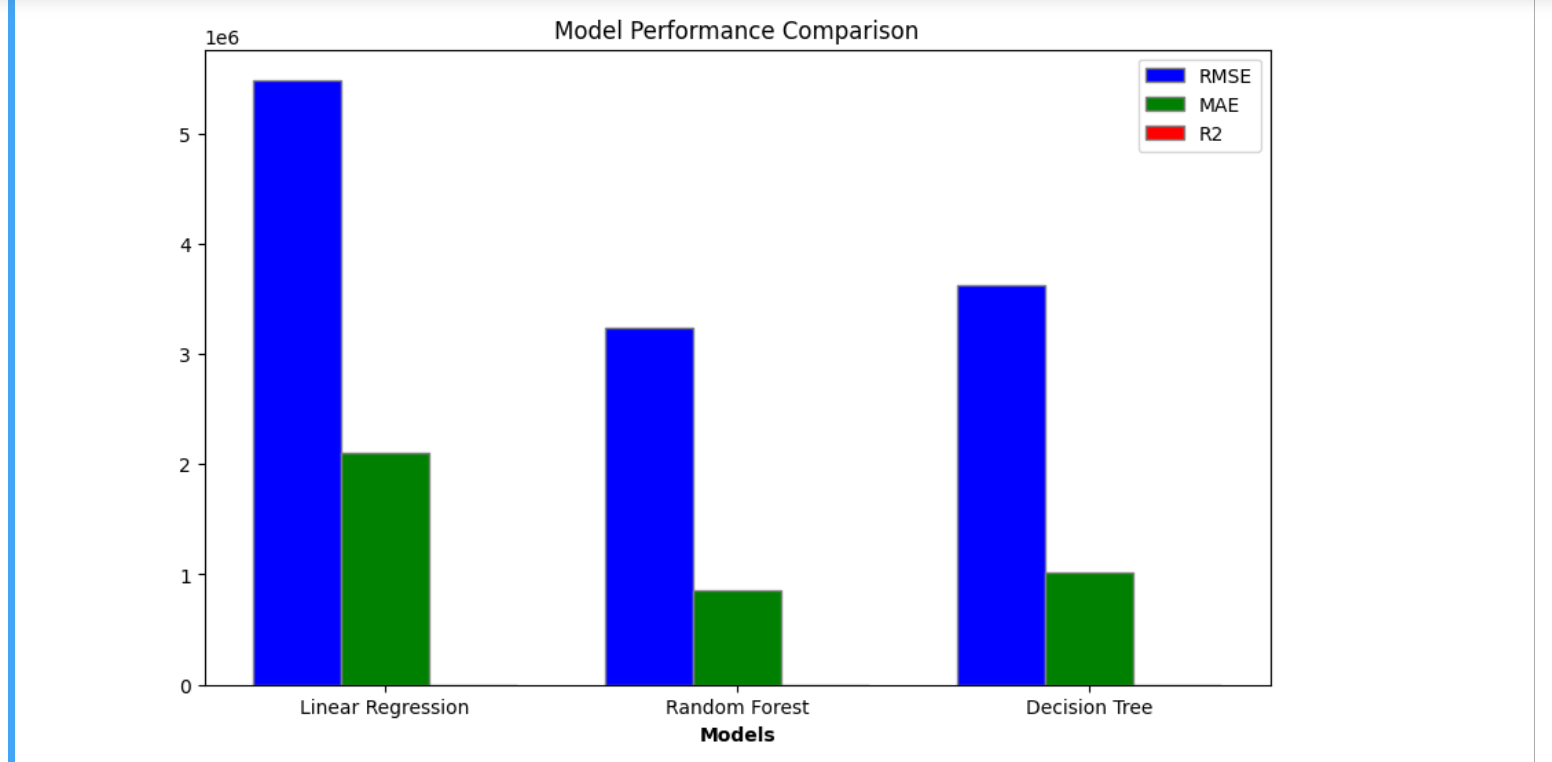 Model Performance Comparison
1e6
RMSE
MAE
R2
5
4
3
2
1
0
Linear Regression
Random Forest
Decision Tree
Models